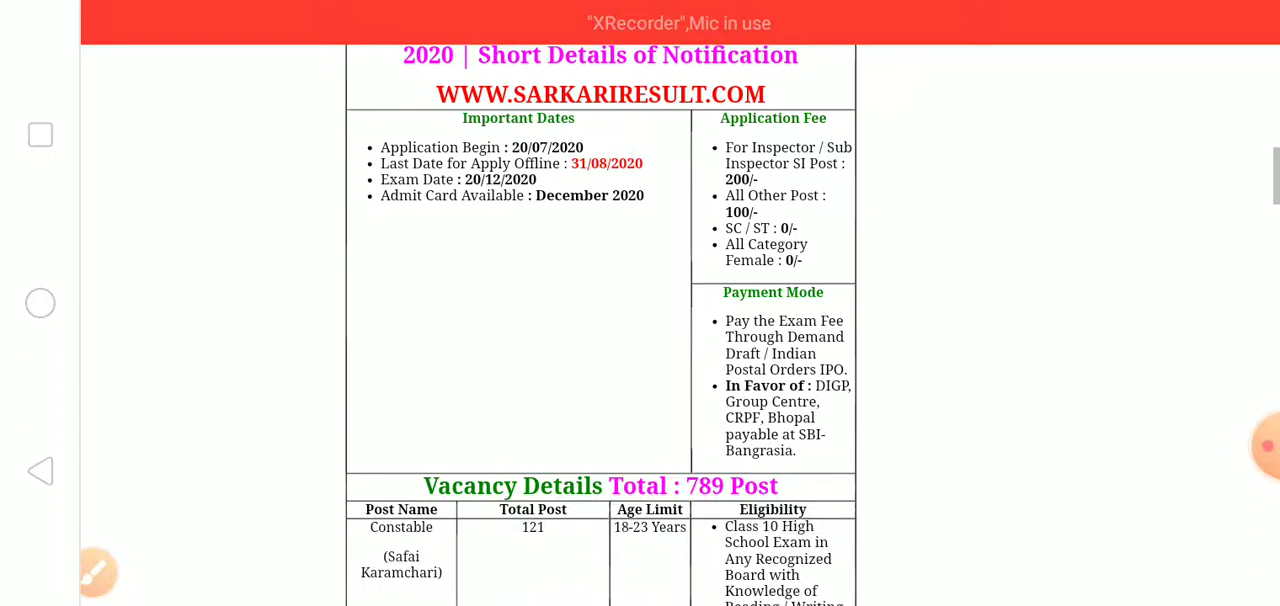 "XRecorder",Mic in use
2020 | Short Details of Notification
WWW.SARKARIRESULT.COM
Important Dates
Application Begin : 20/07/2020
Last Date for Apply Offline : 31/08/2020
Exam Date : 20/12/2020
Admit Card Available : December 2020
Application Fee
For Inspector / Sub
Inspector SI Post :
200/-
All Other Post :
100/-
SC / ST : 0/-
All Category
Female : 0/-
Payment Mode
Pay the Exam Fee
Through Demand
Draft / Indian
Postal Orders IPO.
In Favor of : DIGP,
Group Centre,
CRPF, Bhopal
payable at SBI-
Bangrasia.
Vacancy Details Total : 789 Post
Post Name Total Post Age Limit Eligibility
Constable
(Safai
Karamchari)
121
18-23 Years
Class 10 High
School Exam in
Any Recognized
Board with
Knowledge of
Reading / Writing